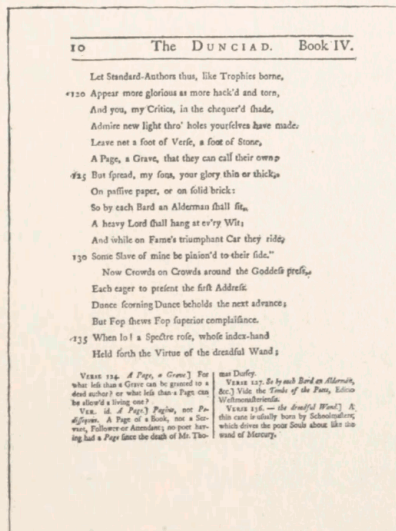 10 The DUNCIAD. Book IV.
Let Standard-Authors thus, like Trophies borne,
120 Appear more glorious as more hack'd and torn,
And you, my Critics, in the chequer'd ſhade,
Admire new light thro' holes yourſelves have made.
Leave not a foot of Verſe, a foot of Stone,
A Page, a Grave, that they can call their own;
125 But ſpread, my ſons, your glory thin or thick,
On paſſive paper, or on ſolid brick:
So by each Bard an Alderman ſhall ſit,
A heavy Lord ſhall hang at ev'ry Wit;
And while on Fame's triumphant Car they ride,
130 Some Slave of mine be pinion'd to their ſide."
Now Crowds on Crowds around the Goddeſs preſs,
Each eager to preſent the firſt Addreſs.
Dunce ſcorning Dunce beholds the next advance;
But Fop ſhews Fop ſuperior complaiſance.
135 When lo! a Spectre roſe, whoſe index-hand
Held forth the Virtue of the dreadful Wand;
VERSE 124. A Page, a Grave] For
what leſs than a Grave can be granted to a
dead author? or what leſs than a Page can
be allow'd a living one?
VER. id. A Page.] Pagina, not Pe-
diſſequus. A Page of a Book, not a Ser-
vant, Follower or Attendant; no poet hav-
ing had a Page ſince the death of Mr. Tho-
mas Durfey.
VERSE 127. So by each Bard an Alderman,
&c.] Vide the Tombs of the Poets, Editio
Weſtmonaſterienſis.
VERSE 136. — the dreadful Wand.] A
thin cane is uſually born by Schoolmaſters,
which drives the poor Souls about like the
wand of Mercury.